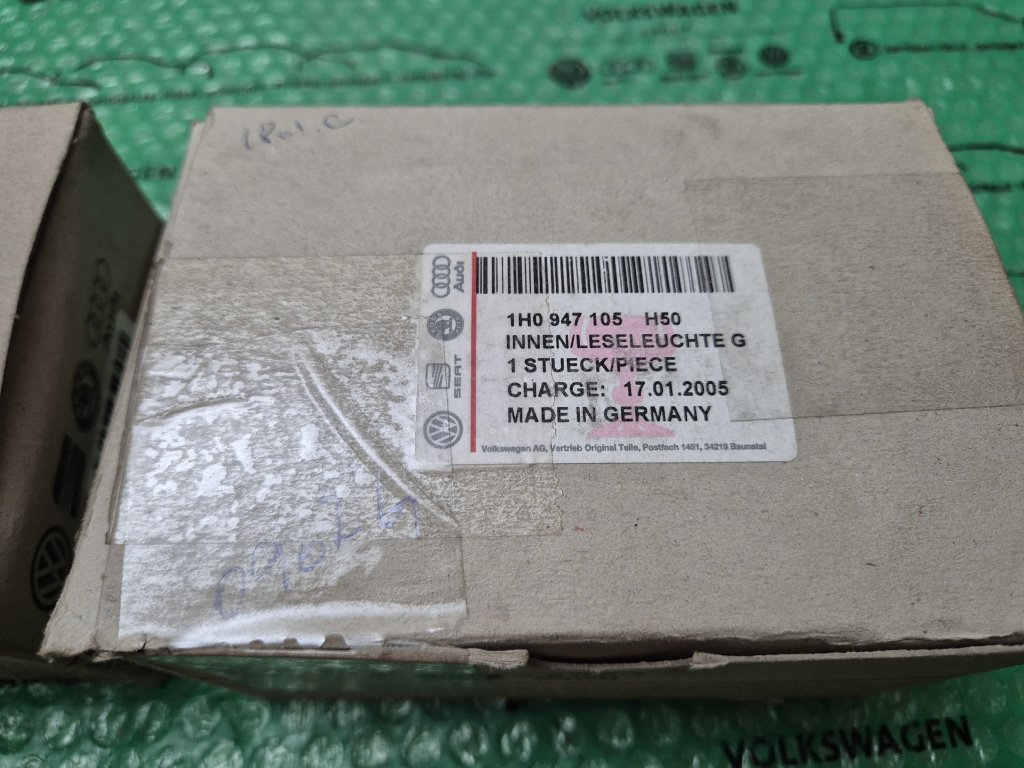 VOLKSWAGEN
Audi
SEAT
1H0 947 105 H50
INNEN/LESELEUCHTE G
1 STUECK/PIECE
CHARGE: 17.01.2005
MADE IN GERMANY
Volkswagen AG, Vertrieb Original Teile, Postfach 1451, 34219 Baunatal
VOLKSWAGEN